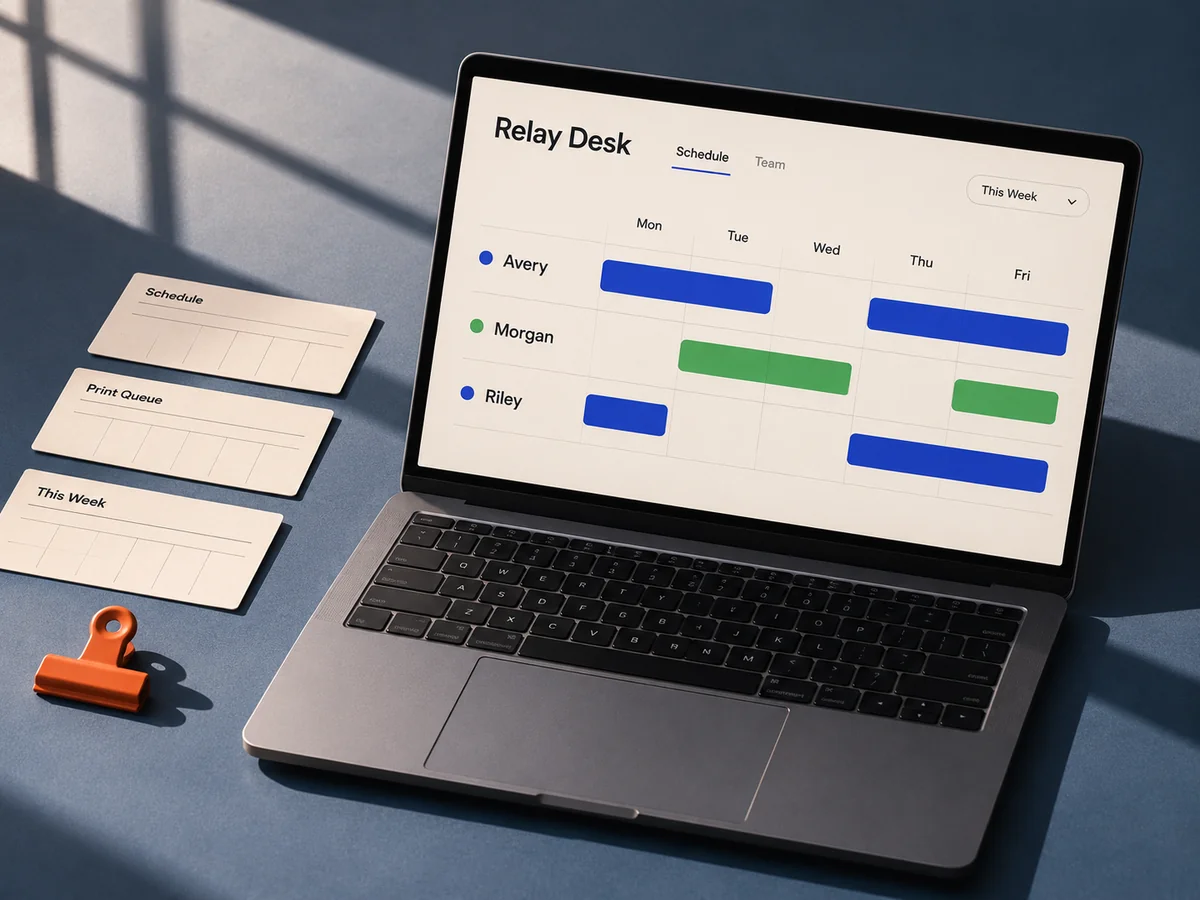 Relay Desk
Schedule
Team
This Week
Mon
Tue
Wed
Thu
Fri
Avery
Morgan
Riley
Schedule
Print Queue
This Week
Q
W
E
R
T
Y
A
S
D
F
G
Z
X
C
V
B
N
M